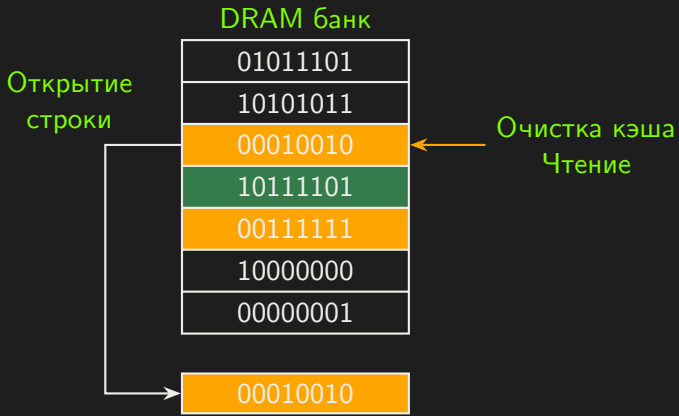 DRAM банк
Открытие
строки
01011101
10101011
00010010
10111101
00111111
10000000
00000001
Очистка кэша
Чтение
00010010